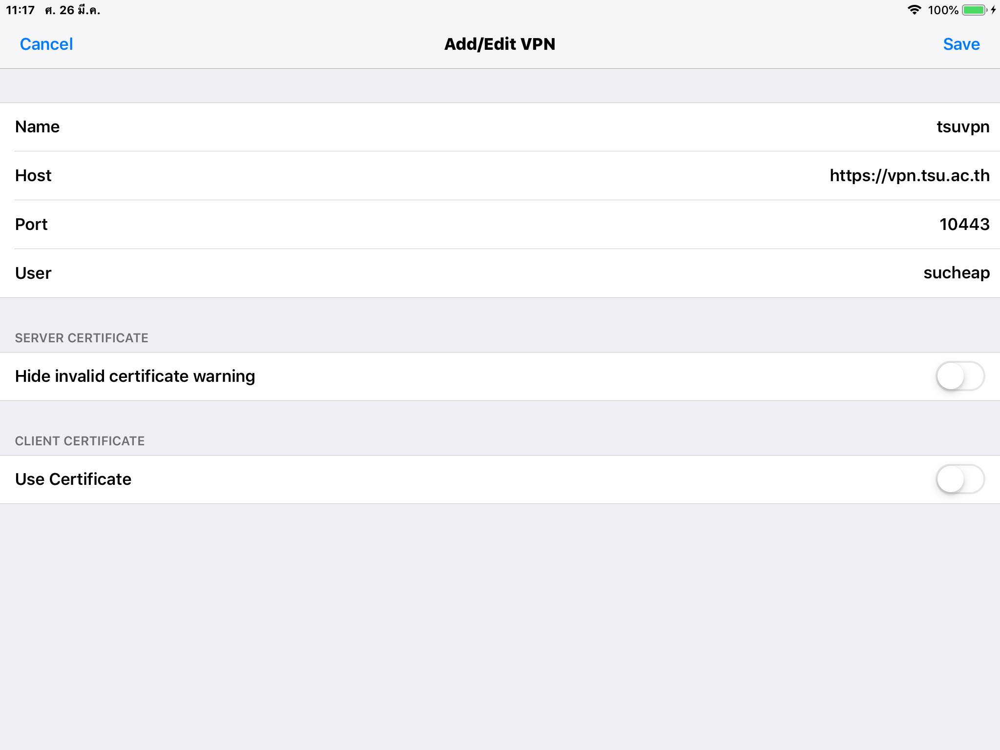 11:17 ศ. 26 มี.ค. 100%
Cancel Add/Edit VPN Save
Name tsuvpn
Host https://vpn.tsu.ac.th
Port 10443
User sucheap
SERVER CERTIFICATE
Hide invalid certificate warning
CLIENT CERTIFICATE
Use Certificate